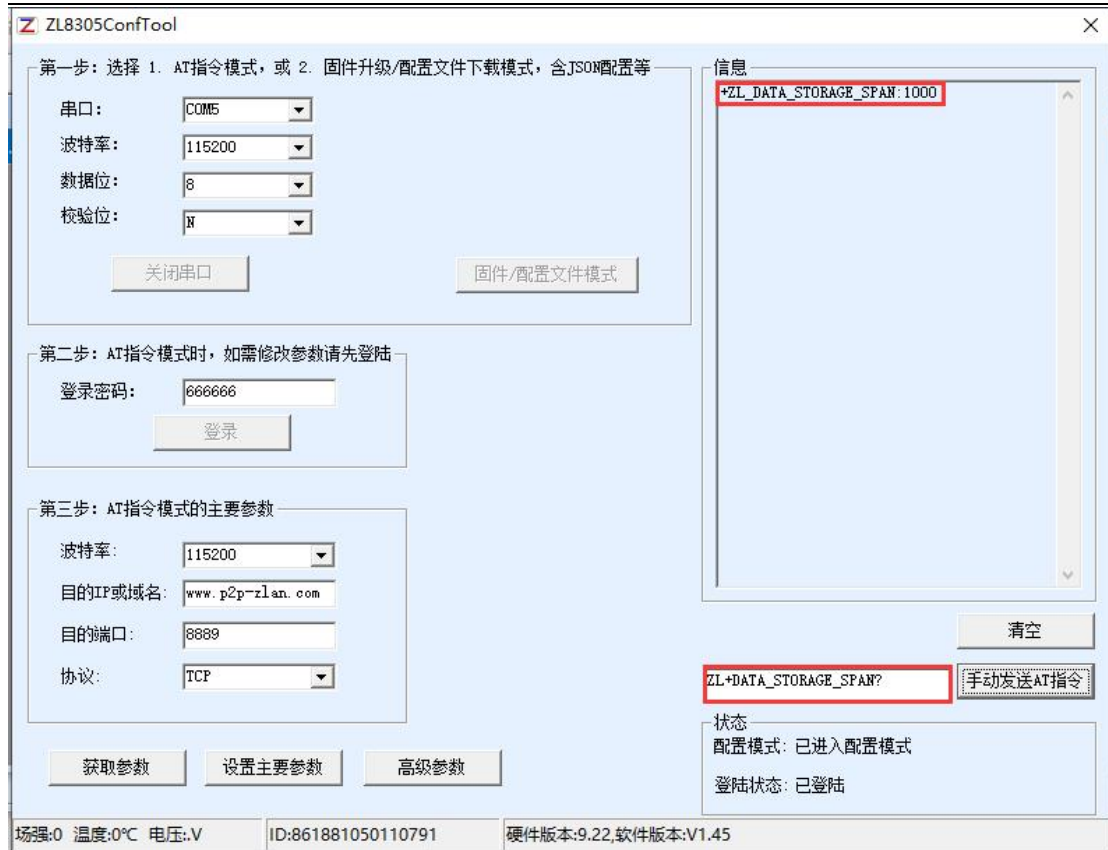 ZL8305ConfTool
第一步：选择 1. AT指令模式，或 2. 固件升级/配置文件下载模式，含JSON配置等
串口：
COM5
波特率：
115200
数据位：
8
校验位：
N
关闭串口
固件/配置文件模式
第二步：AT指令模式时，如需修改参数请先登陆
登录密码：
666666
登录
第三步：AT指令模式的主要参数
波特率：
115200
目的IP或域名：
www.p2p-zlan.com
目的端口：
8889
协议：
TCP
获取参数
设置主要参数
高级参数
信息
+ZL_DATA_STORAGE_SPAN:1000
清空
ZL+DATA_STORAGE_SPAN?
手动发送AT指令
状态
配置模式：已进入配置模式
登陆状态：已登陆
场强:0 温度:0℃ 电压:.V
ID:861881050110791
硬件版本:9.22,软件版本:V1.45